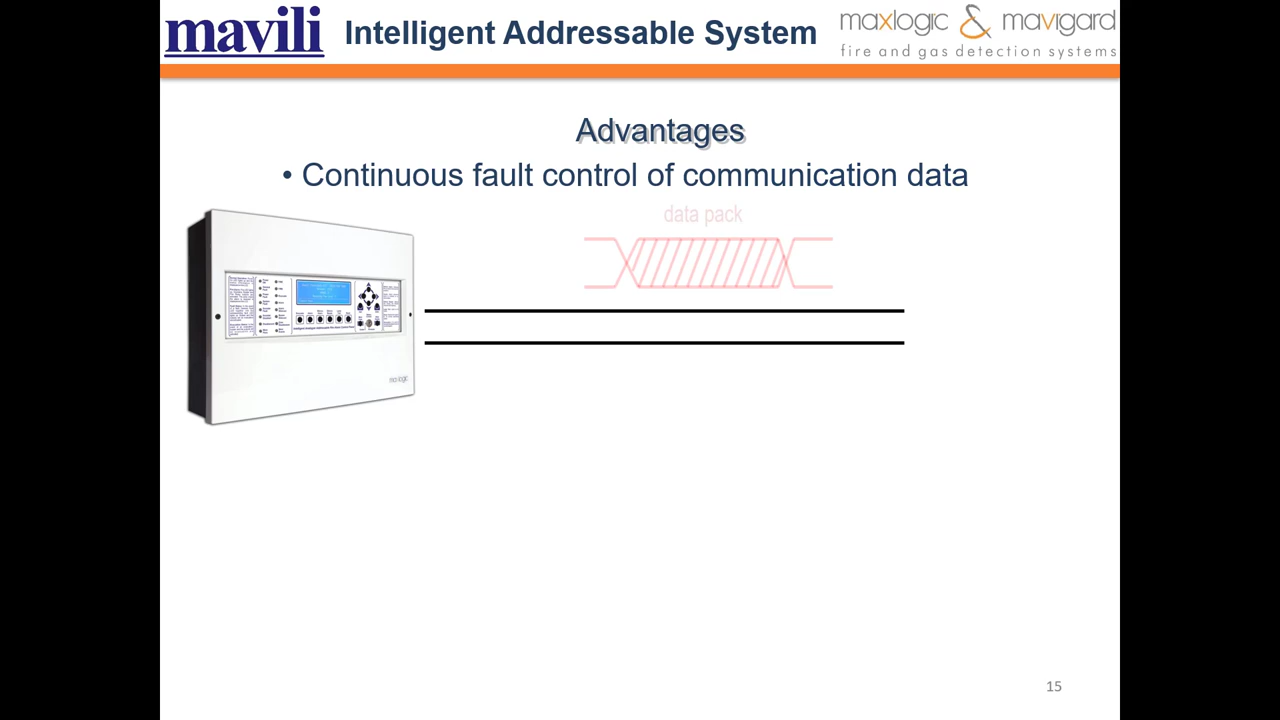 mavili
Intelligent Addressable System
maxlogic & mavigard
fire and gas detection systems
Advantages
• Continuous fault control of communication data
data pack
maxlogic
15